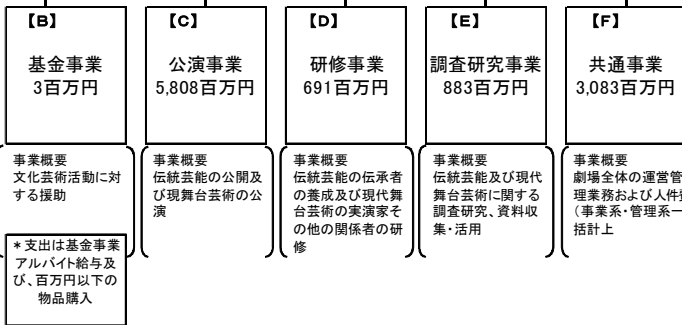 【B】
基金事業
3百万円
事業概要
文化芸術活動に対
する援助
*支出は基金事業
アルバイト給与及
び、百万円以下の
物品購入
【C】
公演事業
5,808百万円
事業概要
伝統芸能の公開及
び現舞台芸術の公
演
【D】
研修事業
691百万円
事業概要
伝統芸能の伝承者
の養成及び現代舞
台芸術の実演家そ
の他の関係者の研
修
【E】
調査研究事業
883百万円
事業概要
伝統芸能及び現代
舞台芸術に関する
調査研究、資料収
集・活用
【F】
共通事業
3,083百万円
事業概要
劇場全体の運営管
理業務および人件費
(事業系・管理系一
括計上